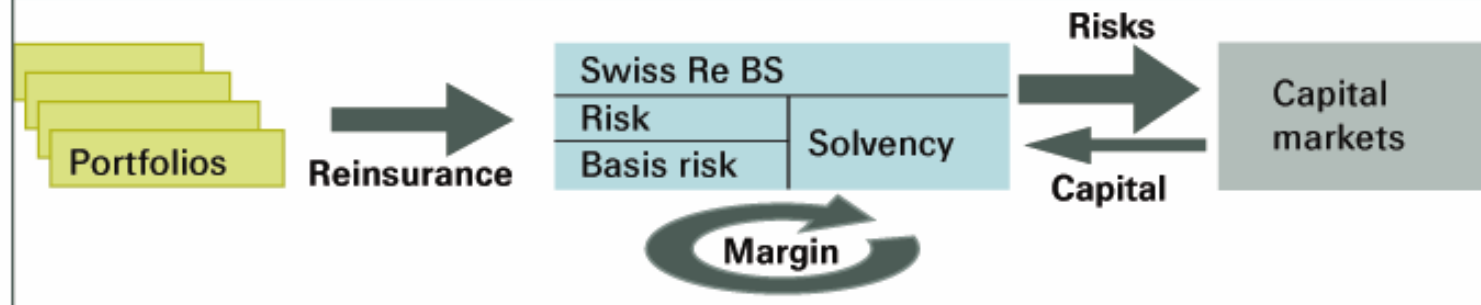 Portfolios
Reinsurance
Swiss Re BS
Risk
Basis risk
Solvency
Margin
Risks
Capital
Capital
markets